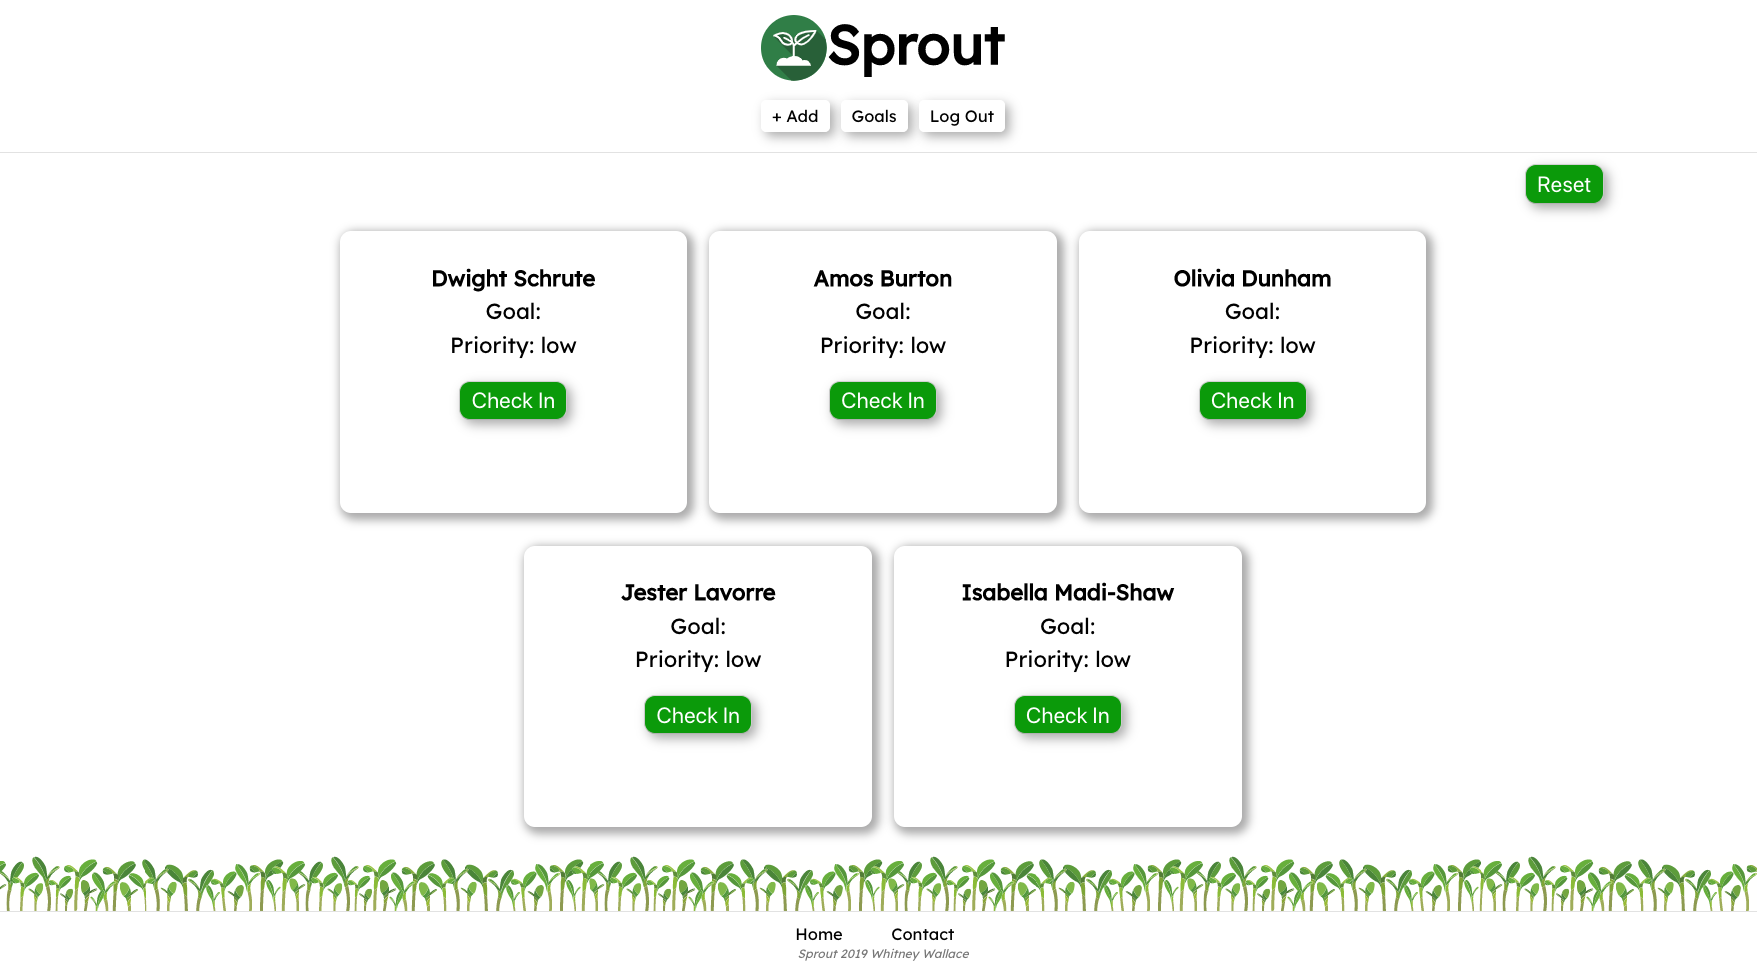 Sprout
+ Add Goals Log Out
Reset
Dwight Schrute
Goal:
Priority: low
Check In
Amos Burton
Goal:
Priority: low
Check In
Olivia Dunham
Goal:
Priority: low
Check In
Jester Lavorre
Goal:
Priority: low
Check In
Isabella Madi-Shaw
Goal:
Priority: low
Check In
Home Contact
Sprout 2019 Whitney Wallace